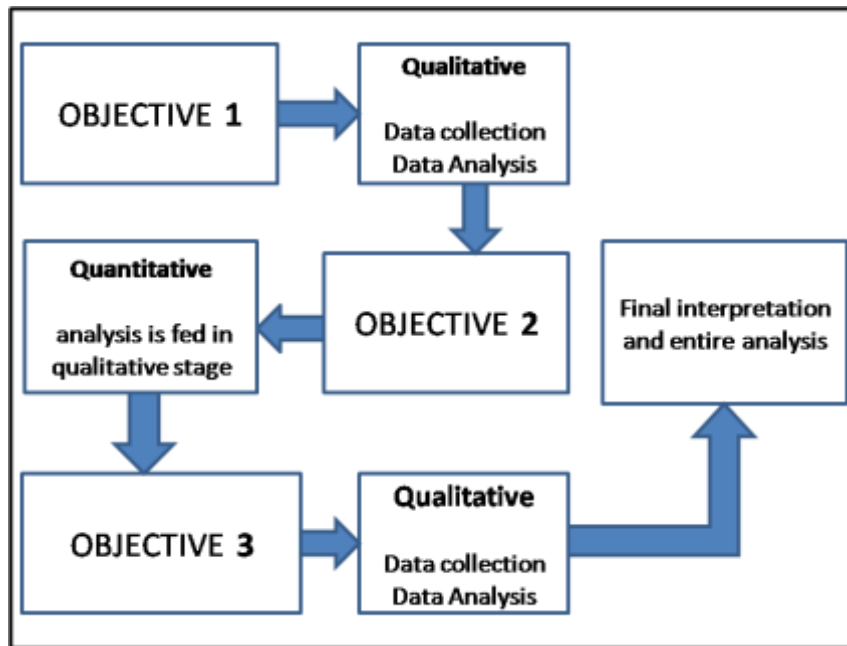 OBJECTIVE 1
Qualitative
Data collection
Data Analysis
Quantitative
analysis is fed in
qualitative stage
OBJECTIVE 2
Final interpretation
and entire analysis
OBJECTIVE 3
Qualitative
Data collection
Data Analysis